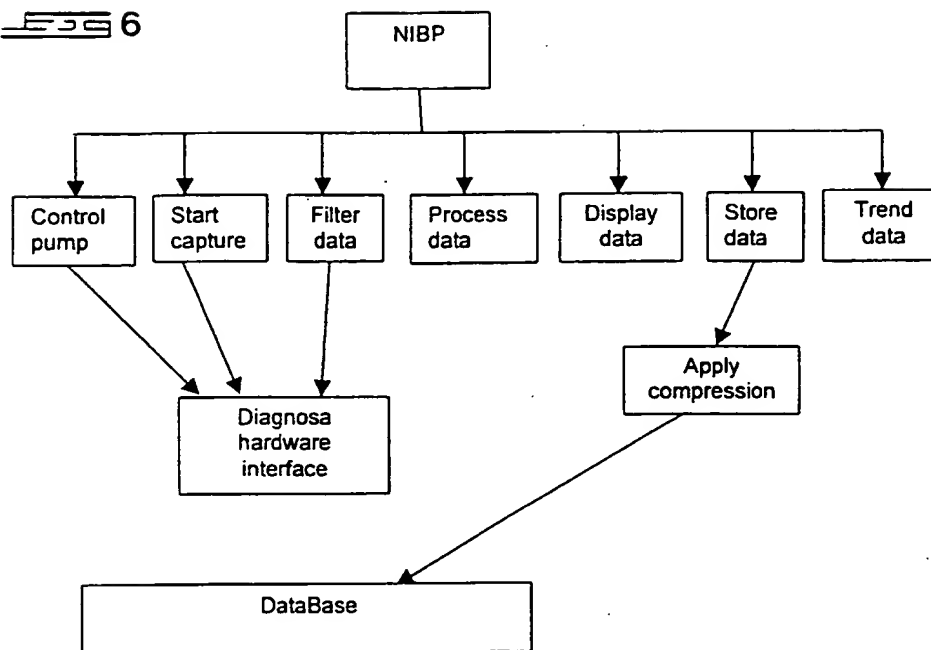 FIG 6
NIBP
Control
pump
Start
capture
Filter
data
Process
data
Display
data
Store
data
Trend
data
Apply
compression
Diagnosa
hardware
interface
DataBase